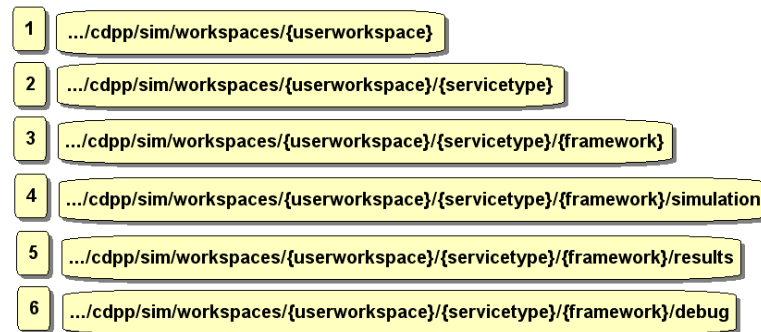 1 .../cdpp/sim/workspaces/{userworkspace}
2 .../cdpp/sim/workspaces/{userworkspace}/{servicetype}
3 .../cdpp/sim/workspaces/{userworkspace}/{servicetype}/{framework}
4 .../cdpp/sim/workspaces/{userworkspace}/{servicetype}/{framework}/simulation
5 .../cdpp/sim/workspaces/{userworkspace}/{servicetype}/{framework}/results
6 .../cdpp/sim/workspaces/{userworkspace}/{servicetype}/{framework}/debug